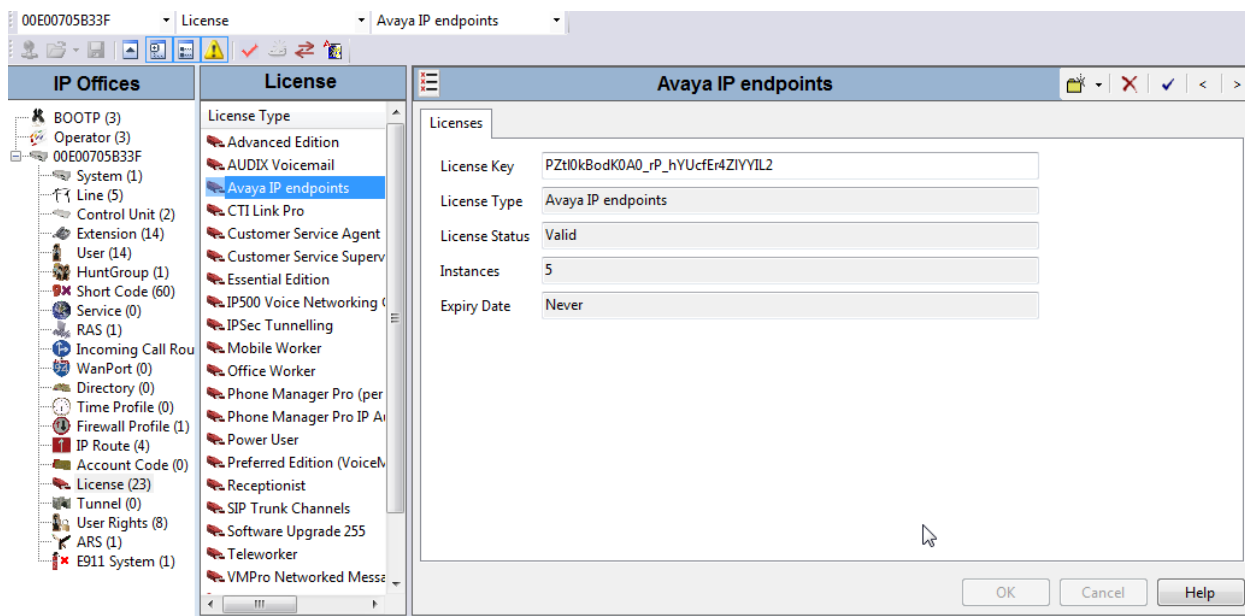 00E00705B33F License Avaya IP endpoints
IP Offices
BOOTP (3)
Operator (3)
00E00705B33F
System (1)
Line (5)
Control Unit (2)
Extension (14)
User (14)
HuntGroup (1)
Short Code (60)
Service (0)
RAS (1)
Incoming Call Rou
WanPort (0)
Directory (0)
Time Profile (0)
Firewall Profile (1)
IP Route (4)
Account Code (0)
License (23)
Tunnel (0)
User Rights (8)
ARS (1)
E911 System (1)
License
License Type
Advanced Edition
AUDIX Voicemail
Avaya IP endpoints
CTI Link Pro
Customer Service Agent
Customer Service Superv
Essential Edition
IP500 Voice Networking
IPSec Tunnelling
Mobile Worker
Office Worker
Phone Manager Pro (per
Phone Manager Pro IP Au
Power User
Preferred Edition (VoiceM
Receptionist
SIP Trunk Channels
Software Upgrade 255
Teleworker
VMPro Networked Messa
Avaya IP endpoints
Licenses
License Key PZtl0kBodK0A0_rP_hYUcfEr4ZlYYIL2
License Type Avaya IP endpoints
License Status Valid
Instances 5
Expiry Date Never
OK Cancel Help